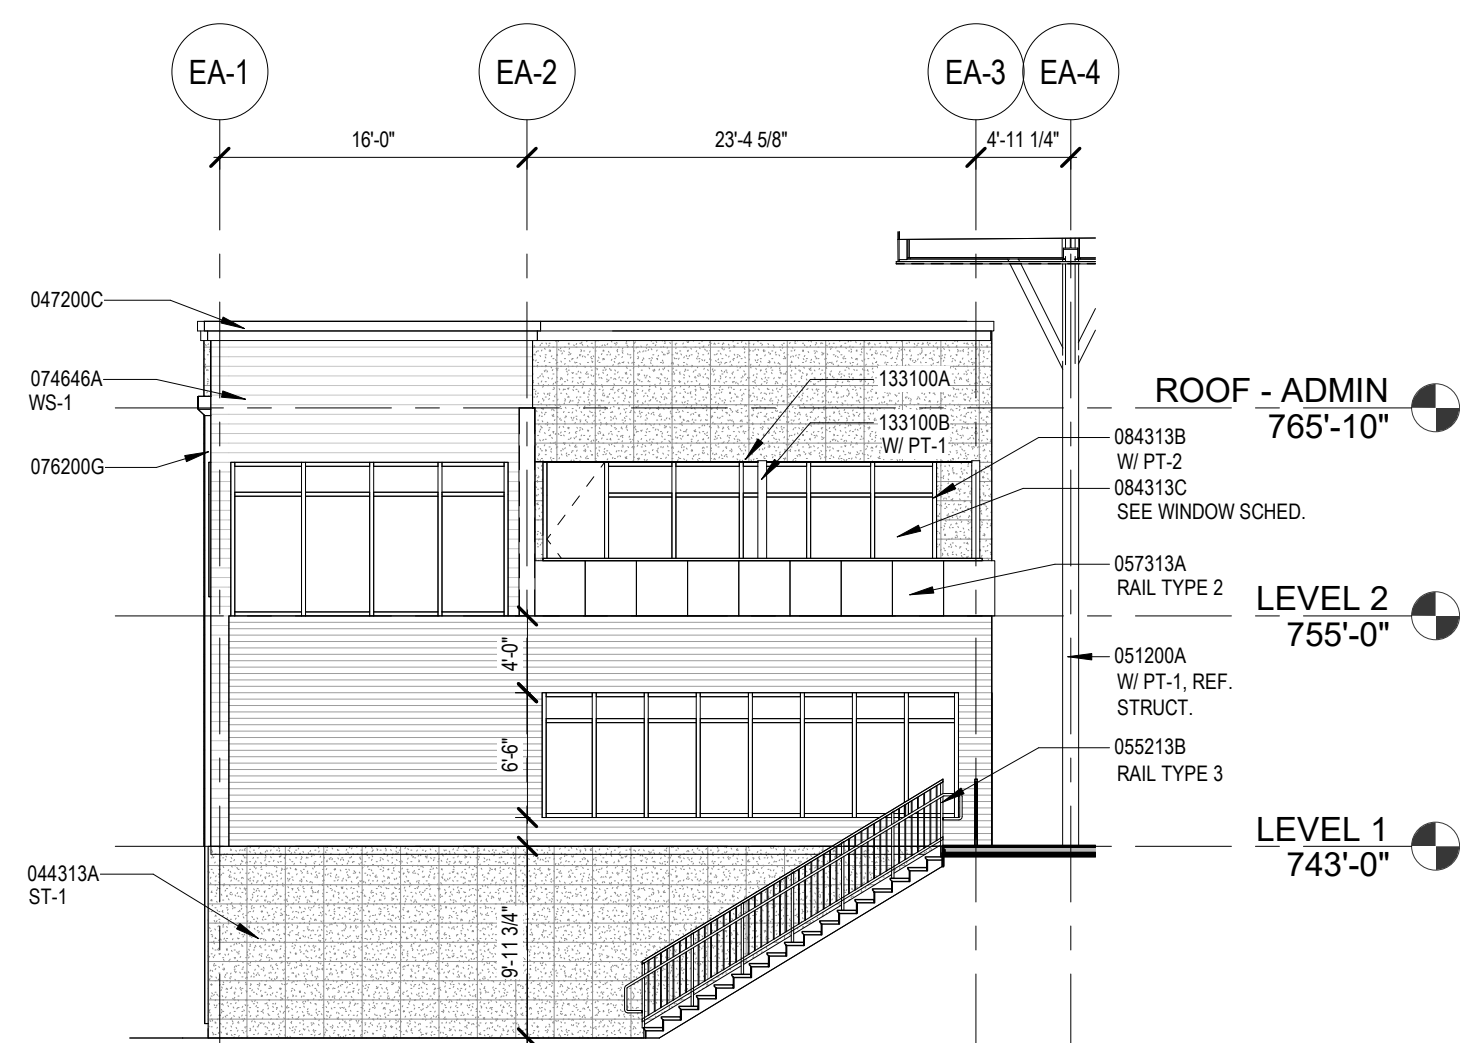 EA-1
EA-2
EA-3
EA-4
16'-0"
23'-4 5/8"
4'-11 1/4"
047200C
074646A
WS-1
076200G
133100A
133100B
W/ PT-1
ROOF - ADMIN
765'-10"
084313B
W/ PT-2
084313C
SEE WINDOW SCHED.
057313A
RAIL TYPE 2
LEVEL 2
755'-0"
4'-0"
051200A
W/ PT-1, REF.
STRUCT.
6'-6"
055213B
RAIL TYPE 3
LEVEL 1
743'-0"
044313A
ST-1
9'-11 3/4"